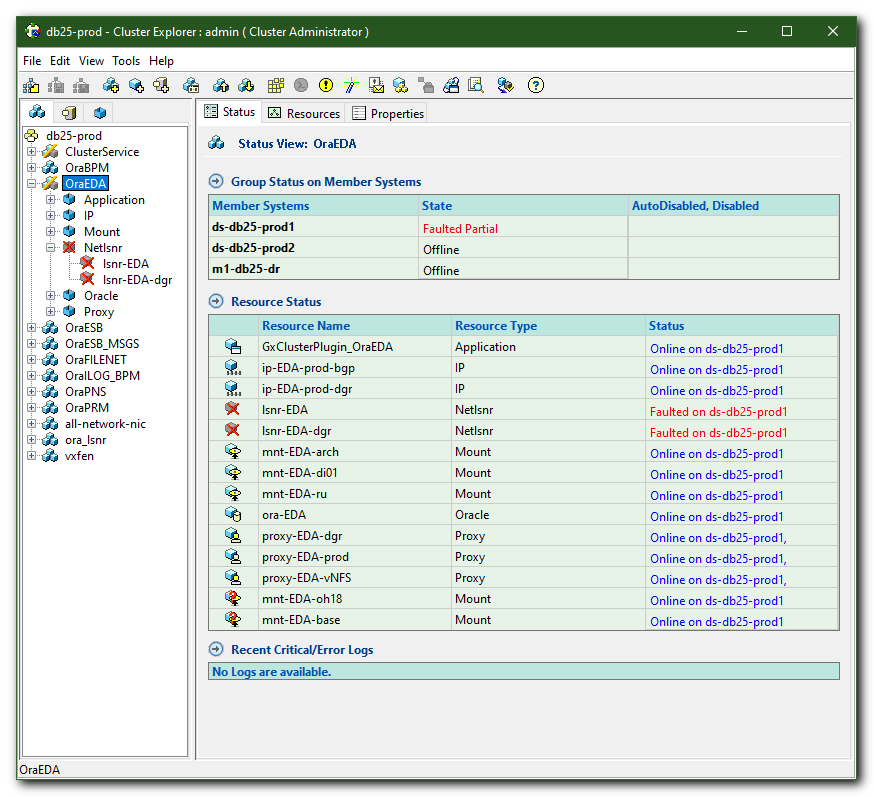 db25-prod - Cluster Explorer : admin ( Cluster Administrator )
File Edit View Tools Help
Status Resources Properties
db25-prod
ClusterService
OraBPM
OraEDA
Application
IP
Mount
Netlsnr
lsnr-EDA
lsnr-EDA-dgr
Oracle
Proxy
OraESB
OraESB_MSGS
OraFILENET
OraILOG_BPM
OraPNS
OraPRM
all-network-nic
ora_lsnr
vxfen
Status View: OraEDA
Group Status on Member Systems
Member Systems State AutoDisabled, Disabled
ds-db25-prod1 Faulted Partial
ds-db25-prod2 Offline
m1-db25-dr Offline
Resource Status
Resource Name Resource Type Status
GxClusterPlugin_OraEDA Application Online on ds-db25-prod1
ip-EDA-prod-bgp IP Online on ds-db25-prod1
ip-EDA-prod-dgr IP Online on ds-db25-prod1
lsnr-EDA Netlsnr Faulted on ds-db25-prod1
lsnr-EDA-dgr Netlsnr Faulted on ds-db25-prod1
mnt-EDA-arch Mount Online on ds-db25-prod1
mnt-EDA-di01 Mount Online on ds-db25-prod1
mnt-EDA-ru Mount Online on ds-db25-prod1
ora-EDA Oracle Online on ds-db25-prod1
proxy-EDA-dgr Proxy Online on ds-db25-prod1,
proxy-EDA-prod Proxy Online on ds-db25-prod1,
proxy-EDA-vNFS Proxy Online on ds-db25-prod1,
mnt-EDA-oh18 Mount Online on ds-db25-prod1
mnt-EDA-base Mount Online on ds-db25-prod1
Recent Critical/Error Logs
No Logs are available.
OraEDA